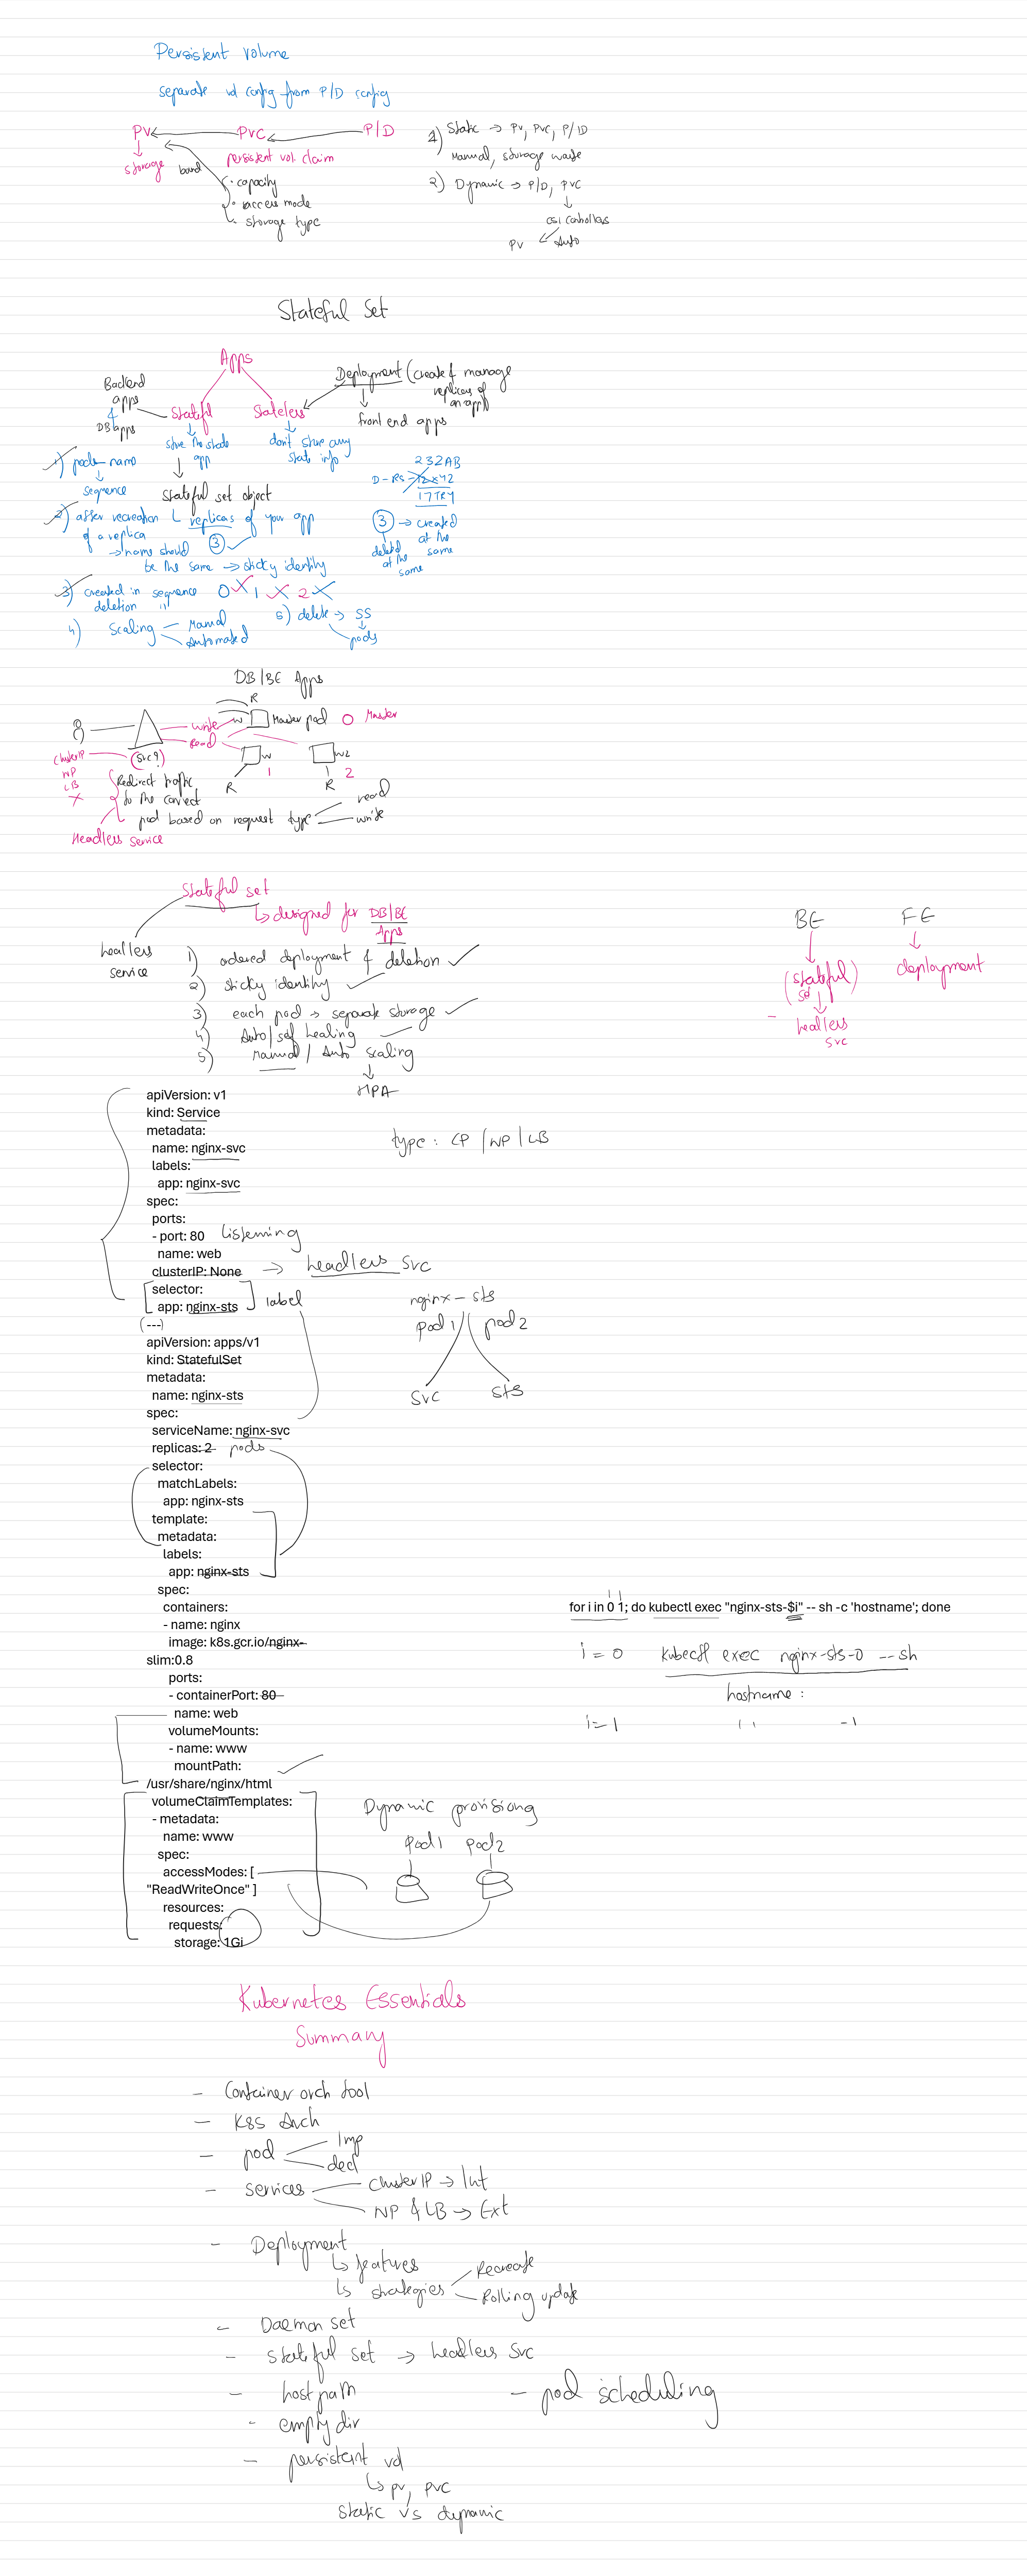 Persistent volume
separate vol config from P/D config
PV PVC P/D
storage
bound
persistent vol. claim
• capacity
• access mode
• storage type
1) Static → PV, PVC, P/D
Manual, storage waste
2) Dynamic → P/D, PVC
CSI controllers
Auto
PV
Stateful Set
Apps
Backend apps
&
DB apps
Stateful
Stateless
Deployment (create & manage
replicas of
an app)
front end apps
store the state
app
don't store any
state info
stateful set object
replicas of your app
3
1) pod name
sequence
2) after recreation
of a replica
→ name should
be the same → sticky identity
3) created in sequence 0 1 2
deletion "
4) Scaling
Manual
Automated
5) delete → SS
pods
232AB
D-RS-12XY2
17TRY
3 → created
at the
same
deleted
at the
same
DB/BE Apps
R
W Master pod 0 Master
write
Read
W
1
R
W2
2
R
(svc?)
ClusterIP
NP
LB
X
Redirect traffic
to the correct
pod based on request type
read
write
Headless service
Stateful set
↳ designed for DB/BE
Apps
headless
service
1) ordered deployment & deletion
2) sticky identity
3) each pod → separate storage
4) Auto/self healing
5) manual / Auto scaling
HPA
BE FE
(Stateful
set)
deployment
headless
svc
apiVersion: v1
kind: Service
metadata:
name: nginx-svc
labels:
app: nginx-svc
spec:
ports:
- port: 80 listening
name: web
clusterIP: None → headless svc
selector:
app: nginx-sts
label
type: CP / NP / LB
nginx-sts
pod1 pod2
svc sts
(---)
apiVersion: apps/v1
kind: StatefulSet
metadata:
name: nginx-sts
spec:
serviceName: nginx-svc
replicas: 2 pods
selector:
matchLabels:
app: nginx-sts
template:
metadata:
labels:
app: nginx-sts
spec:
containers:
- name: nginx
image: k8s.gcr.io/nginx-
slim:0.8
ports:
- containerPort: 80
name: web
volumeMounts:
- name: www
mountPath:
/usr/share/nginx/html
volumeClaimTemplates:
- metadata:
name: www
spec:
accessModes: [
"ReadWriteOnce" ]
resources:
requests:
storage: 1Gi
for i in 0 1; do kubectl exec "nginx-sts-$i" -- sh -c 'hostname'; done
i = 0 kubectl exec nginx-sts-0 -- sh
hostname :
i = 1 " -1
Dynamic provisiong
pod1 pod2
Kubernetes Essentials
Summary
- Container orch tool
- K8S Arch
- pod
Imp
decl
- services
ClusterIP → Int
NP & LB → Ext
- Deployment
↳ features
↳ strategies
Recreate
Rolling update
- Daemon set
- stateful set → headless svc
- host path
- pod scheduling
- empty dir
- persistent vol
↳ pv, pvc
static vs dynamic